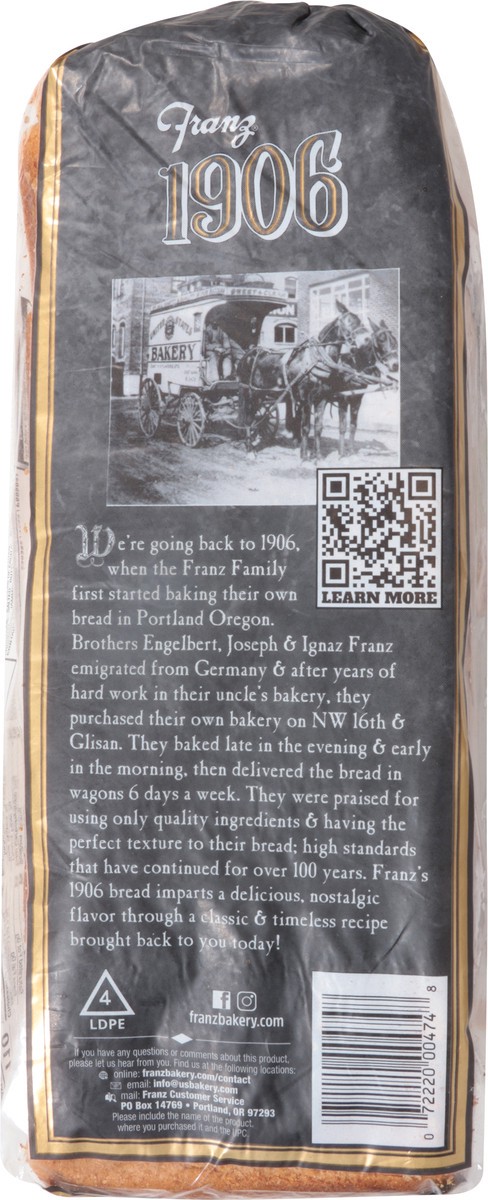 Franz
1906
BAKERY
LEARN MORE
We're going back to 1906,
when the Franz Family
first started baking their own
bread in Portland Oregon.
Brothers Engelbert, Joseph & Ignaz Franz
emigrated from Germany & after years of
hard work in their uncle's bakery, they
purchased their own bakery on NW 16th &
Glisan. They baked late in the evening & early
in the morning, then delivered the bread in
wagons 6 days a week. They were praised for
using only quality ingredients & having the
perfect texture to their bread; high standards
that have continued for over 100 years. Franz's
1906 bread imparts a delicious, nostalgic
flavor through a classic & timeless recipe
brought back to you today!
4
LDPE
franzbakery.com
If you have any questions or comments about this product,
please let us hear from you. Find us at the following locations:
online: franzbakery.com/contact
email: info@usbakery.com
mail: Franz Customer Service
PO Box 14769 • Portland, OR 97293
Please include the name of the product,
where you purchased it and the UPC.
0 72220 00474 8